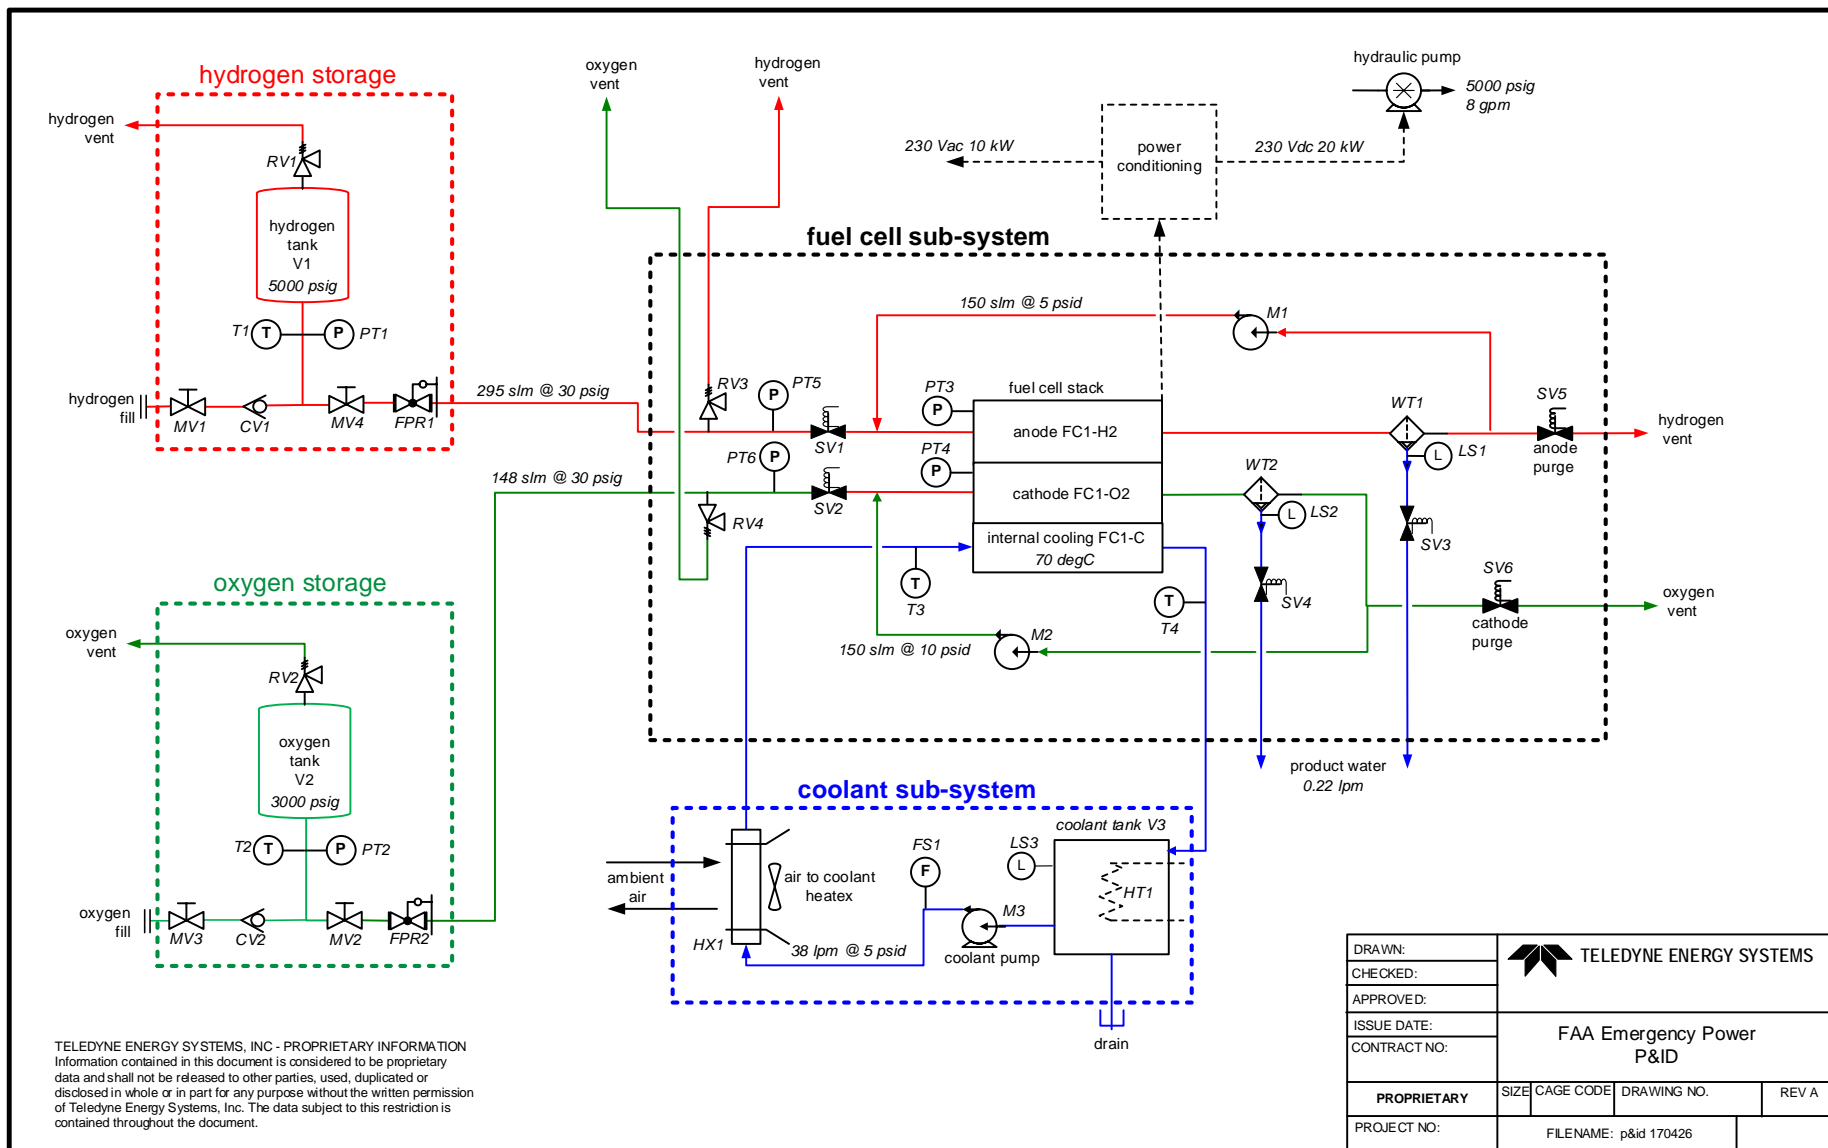 hydrogen storage
hydrogen
vent
RV1
hydrogen
tank
V1
5000 psig
T1
T
P
PT1
hydrogen
fill
MV1
CV1
MV4
FPR1
295 slm @ 30 psig
oxygen
vent
hydrogen
vent
hydraulic pump
5000 psig
8 gpm
230 Vac 10 kW
power
conditioning
230 Vdc 20 kW
fuel cell sub-system
150 slm @ 5 psid
M1
RV3
PT5
P
PT3
P
fuel cell stack
anode FC1-H2
SV1
WT1
L
LS1
SV5
anode
purge
hydrogen
vent
148 slm @ 30 psig
PT6
P
PT4
P
SV2
RV4
cathode FC1-O2
WT2
L
LS2
SV3
internal cooling FC1-C
70 degC
T
T3
T
T4
SV4
SV6
cathode
purge
oxygen
vent
M2
150 slm @ 10 psid
product water
0.22 lpm
oxygen storage
oxygen
vent
RV2
oxygen
tank
V2
3000 psig
T2
T
P
PT2
oxygen
fill
MV3
CV2
MV2
FPR2
coolant sub-system
ambient
air
air to coolant
heatex
HX1
38 lpm @ 5 psid
FS1
F
M3
coolant pump
LS3
L
coolant tank V3
HT1
drain
TELEDYNE ENERGY SYSTEMS, INC - PROPRIETARY INFORMATION
Information contained in this document is considered to be proprietary
data and shall not be released to other parties, used, duplicated or
disclosed in whole or in part for any purpose without the written permission
of Teledyne Energy Systems, Inc. The data subject to this restriction is
contained throughout the document.
DRAWN:
CHECKED:
APPROVED:
ISSUE DATE:
CONTRACT NO:
PROPRIETARY
PROJECT NO:
TELEDYNE ENERGY SYSTEMS
FAA Emergency Power
P&ID
SIZE
CAGE CODE
DRAWING NO.
REV A
FILENAME: p&id 170426